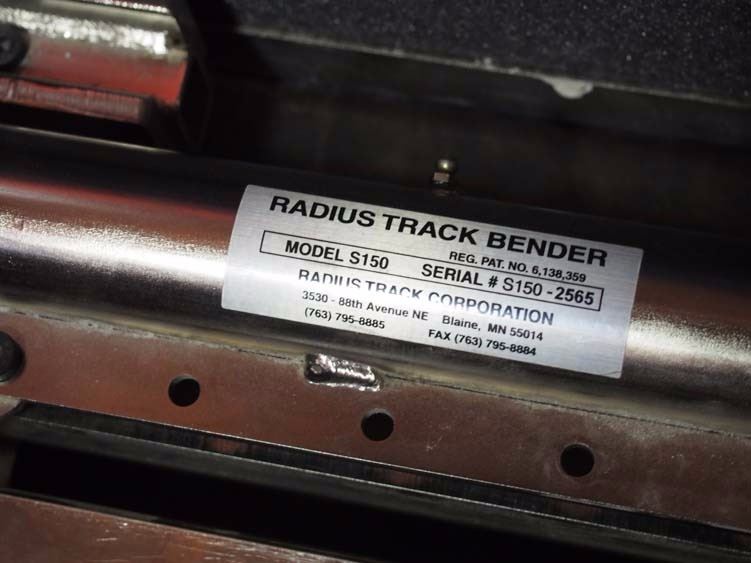 RADIUS TRACK BENDER
REG. PAT. NO. 6,138,359
MODEL S150 SERIAL # S150-2565
RADIUS TRACK CORPORATION
3530 - 88th Avenue NE Blaine, MN 55014
(763) 795-8885 FAX (763) 795-8884